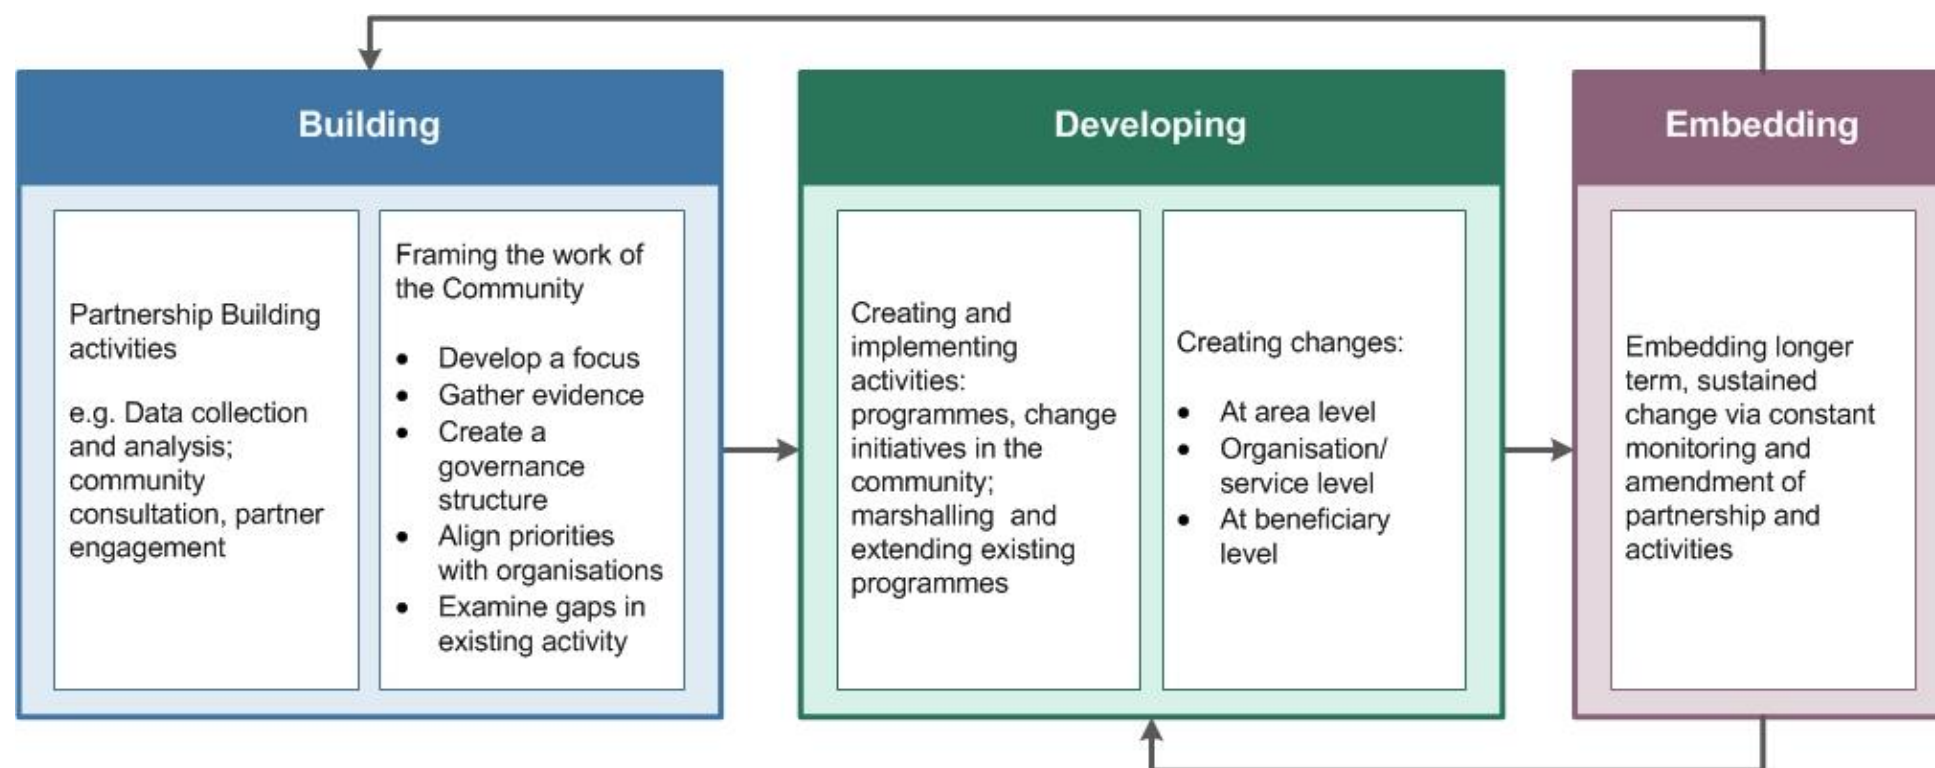 Building
Partnership Building
activities
e.g. Data collection
and analysis;
community
consultation, partner
engagement
Framing the work of
the Community
• Develop a focus
• Gather evidence
• Create a
governance
structure
• Align priorities
with organisations
• Examine gaps in
existing activity
Developing
Creating and
implementing
activities:
programmes, change
initiatives in the
community;
marshalling and
extending existing
programmes
Creating changes:
• At area level
• Organisation/
service level
• At beneficiary
level
Embedding
Embedding longer
term, sustained
change via constant
monitoring and
amendment of
partnership and
activities